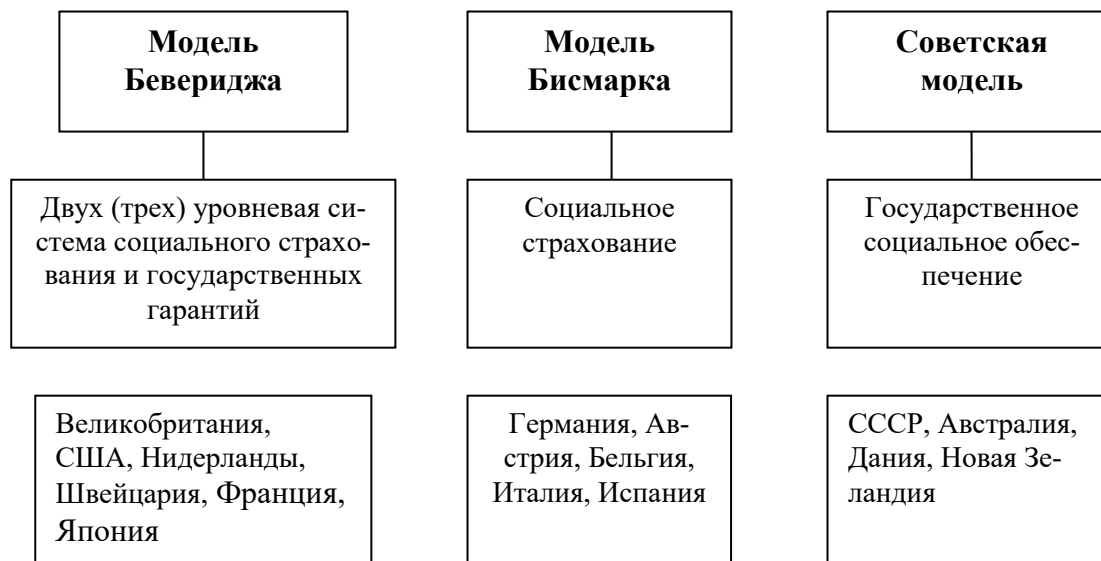 Модель
Бевериджа
Модель
Бисмарка
Советская
модель
Двух (трех) уровневая си-
стема социального страхо-
вания и государственных
гарантий
Социальное
страхование
Государственное
социальное обес-
печение
Великобритания,
США, Нидерланды,
Швейцария, Франция,
Япония
Германия, Ав-
стрия, Бельгия,
Италия, Испания
СССР, Австралия,
Дания, Новая Зе-
ландия